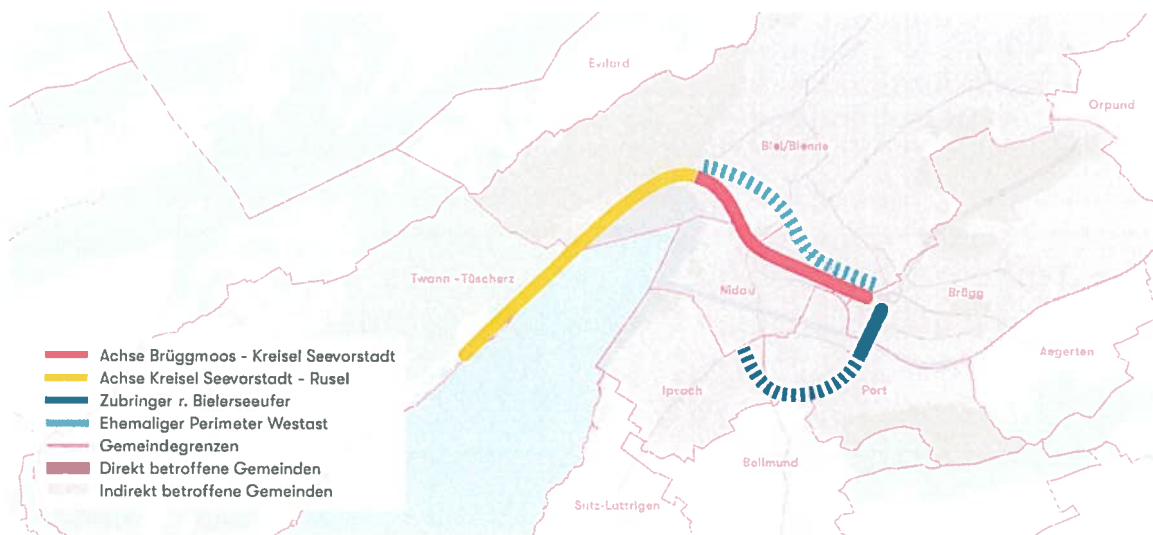 Evilard
Orpund
Biel/Bienne
Twann-Tüscherz
Nidau
Brügg
Aegerten
Ipsach
Port
Bellmund
Sutz-Lattrigen
Achse Brüggmoos - Kreisel Seevorstadt
Achse Kreisel Seevorstadt - Rusel
Zubringer r. Bielerseeufer
Ehemaliger Perimeter Westast
Gemeindegrenzen
Direkt betroffene Gemeinden
Indirekt betroffene Gemeinden